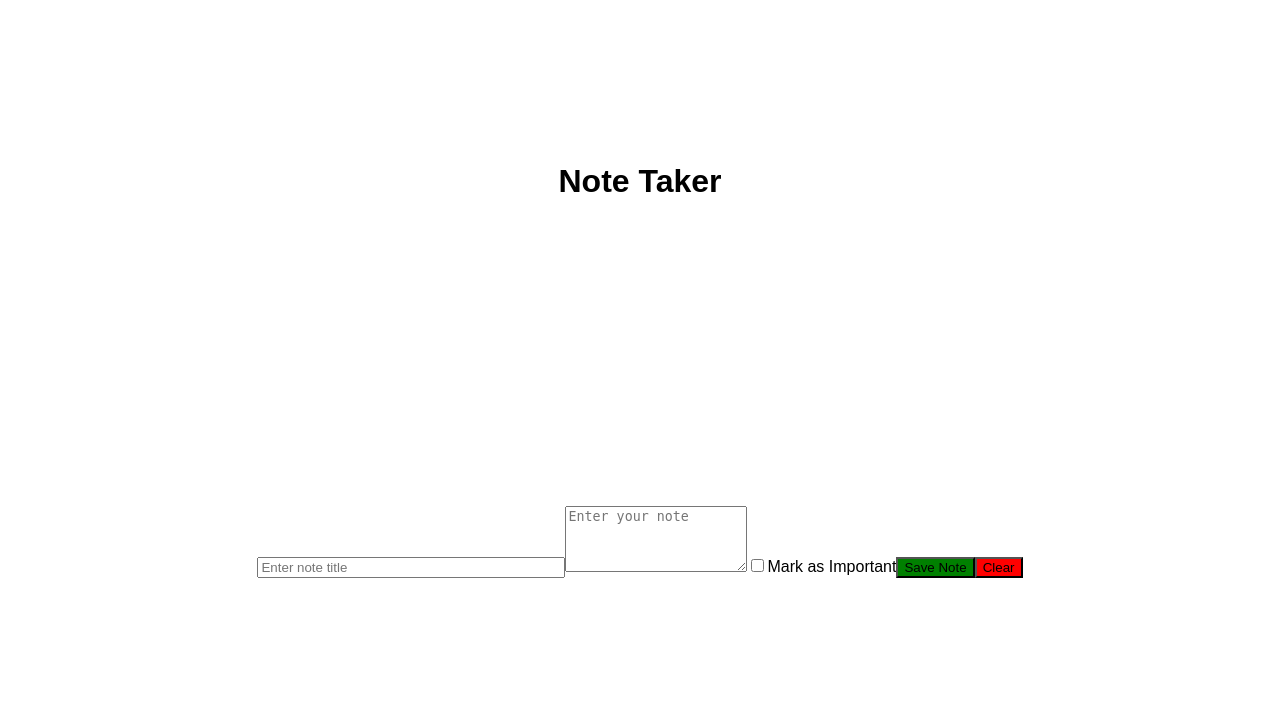 Note Taker
Enter your note
Enter note title
Mark as Important
Save Note
Clear